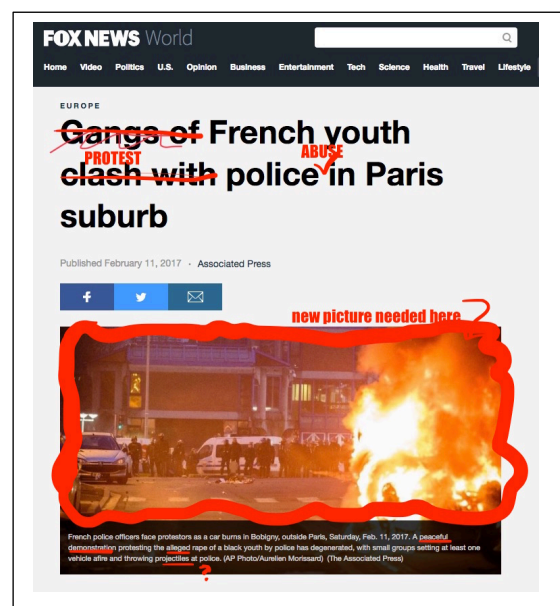 FOX NEWS World
Home Video Politics U.S. Opinion Business Entertainment Tech Science Health Travel Lifestyle
EUROPE
Gangs of French youth
PROTEST ABUSE
clash with police in Paris
suburb
Published February 11, 2017 · Associated Press
new picture needed here
French police officers face protestors as a car burns in Bobigny, outside Paris, Saturday, Feb. 11, 2017. A peaceful
demonstration protesting the alleged rape of a black youth by police has degenerated, with small groups setting at least one
vehicle afire and throwing projectiles at police. (AP Photo/Aurelien Morissard) (The Associated Press)
?